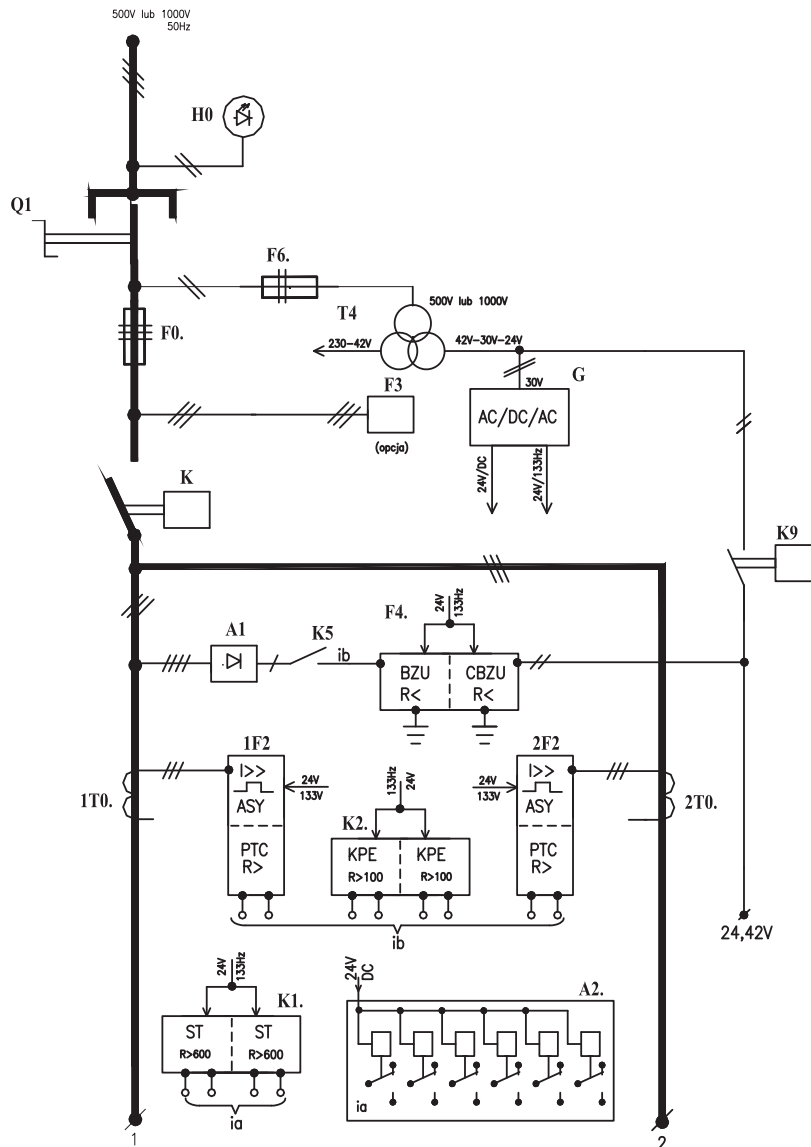 500V lub 1000V
50Hz
H0
Q1
F6.
T4
500V lub 1000V
F0.
230-42V
42V-30V-24V
F3
(opcja)
30V
G
AC/DC/AC
24V/DC
24V/133Hz
K
K9
24V
133Hz
F4.
A1
K5
ib
BZU
R<
CBZU
R<
1F2
2F2
I>>
ASY
PTC
R>
24V
133V
1T0.
133Hz
24V
K2.
KPE
R>100
KPE
R>100
24V
133V
I>>
ASY
PTC
R>
2T0.
ib
24,42V
24V
133Hz
K1.
ST
R>600
ST
R>600
ia
24V
DC
A2.
ia
1
2